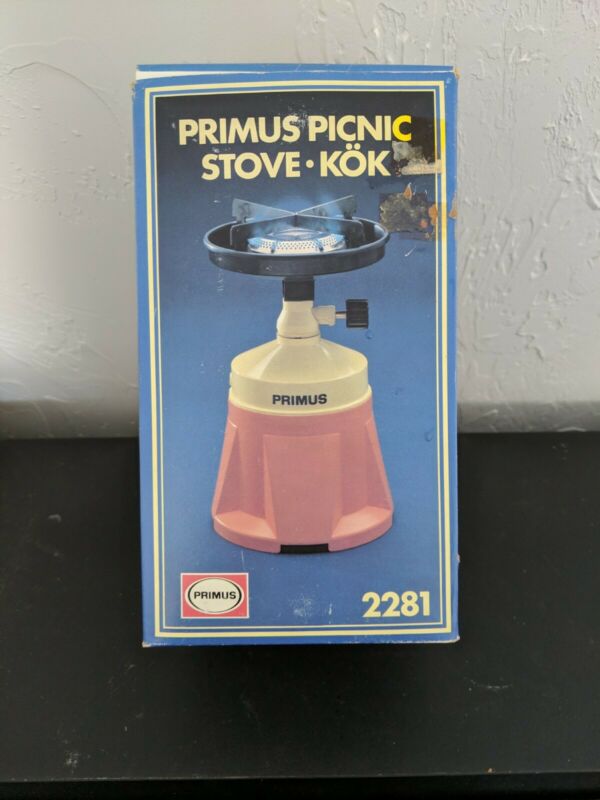 PRIMUS PICNIC
STOVE · KÖK
PRIMUS
PRIMUS
2281